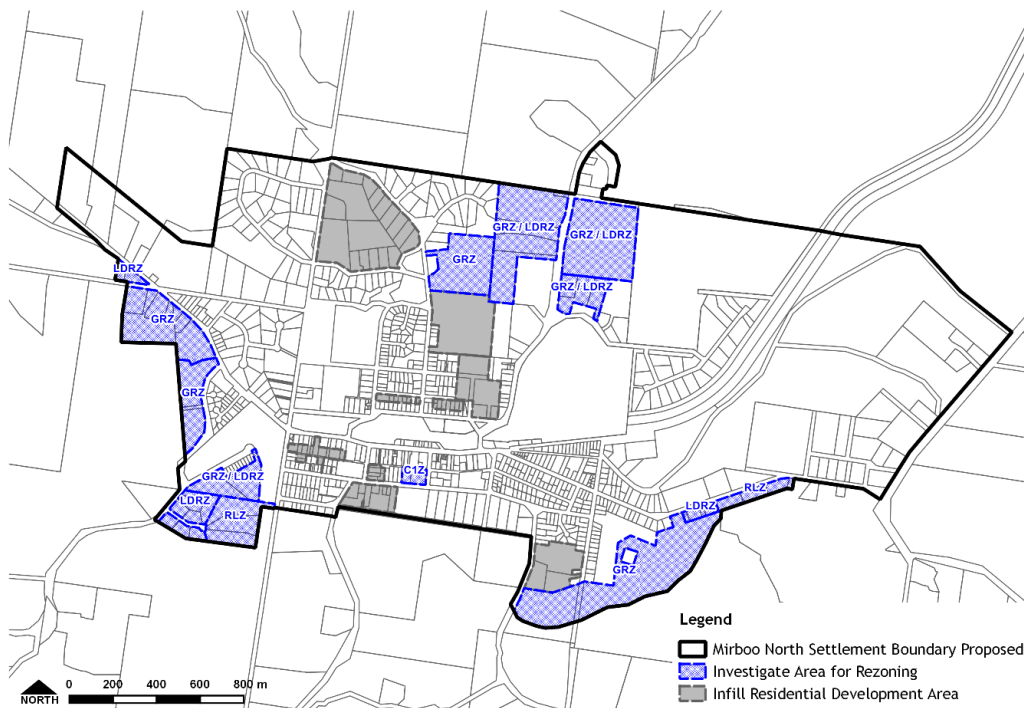 GRZ / LDRZ
GRZ / LDRZ
GRZ
LDRZ
GRZ / LDRZ
GRZ
GRZ
C1Z
GRZ / LDRZ
LDRZ
RLZ
RLZ
LDRZ
GRZ
Legend
Mirboo North Settlement Boundary Proposed
Investigate Area for Rezoning
Infill Residential Development Area
NORTH
0 200 400 600 800 m